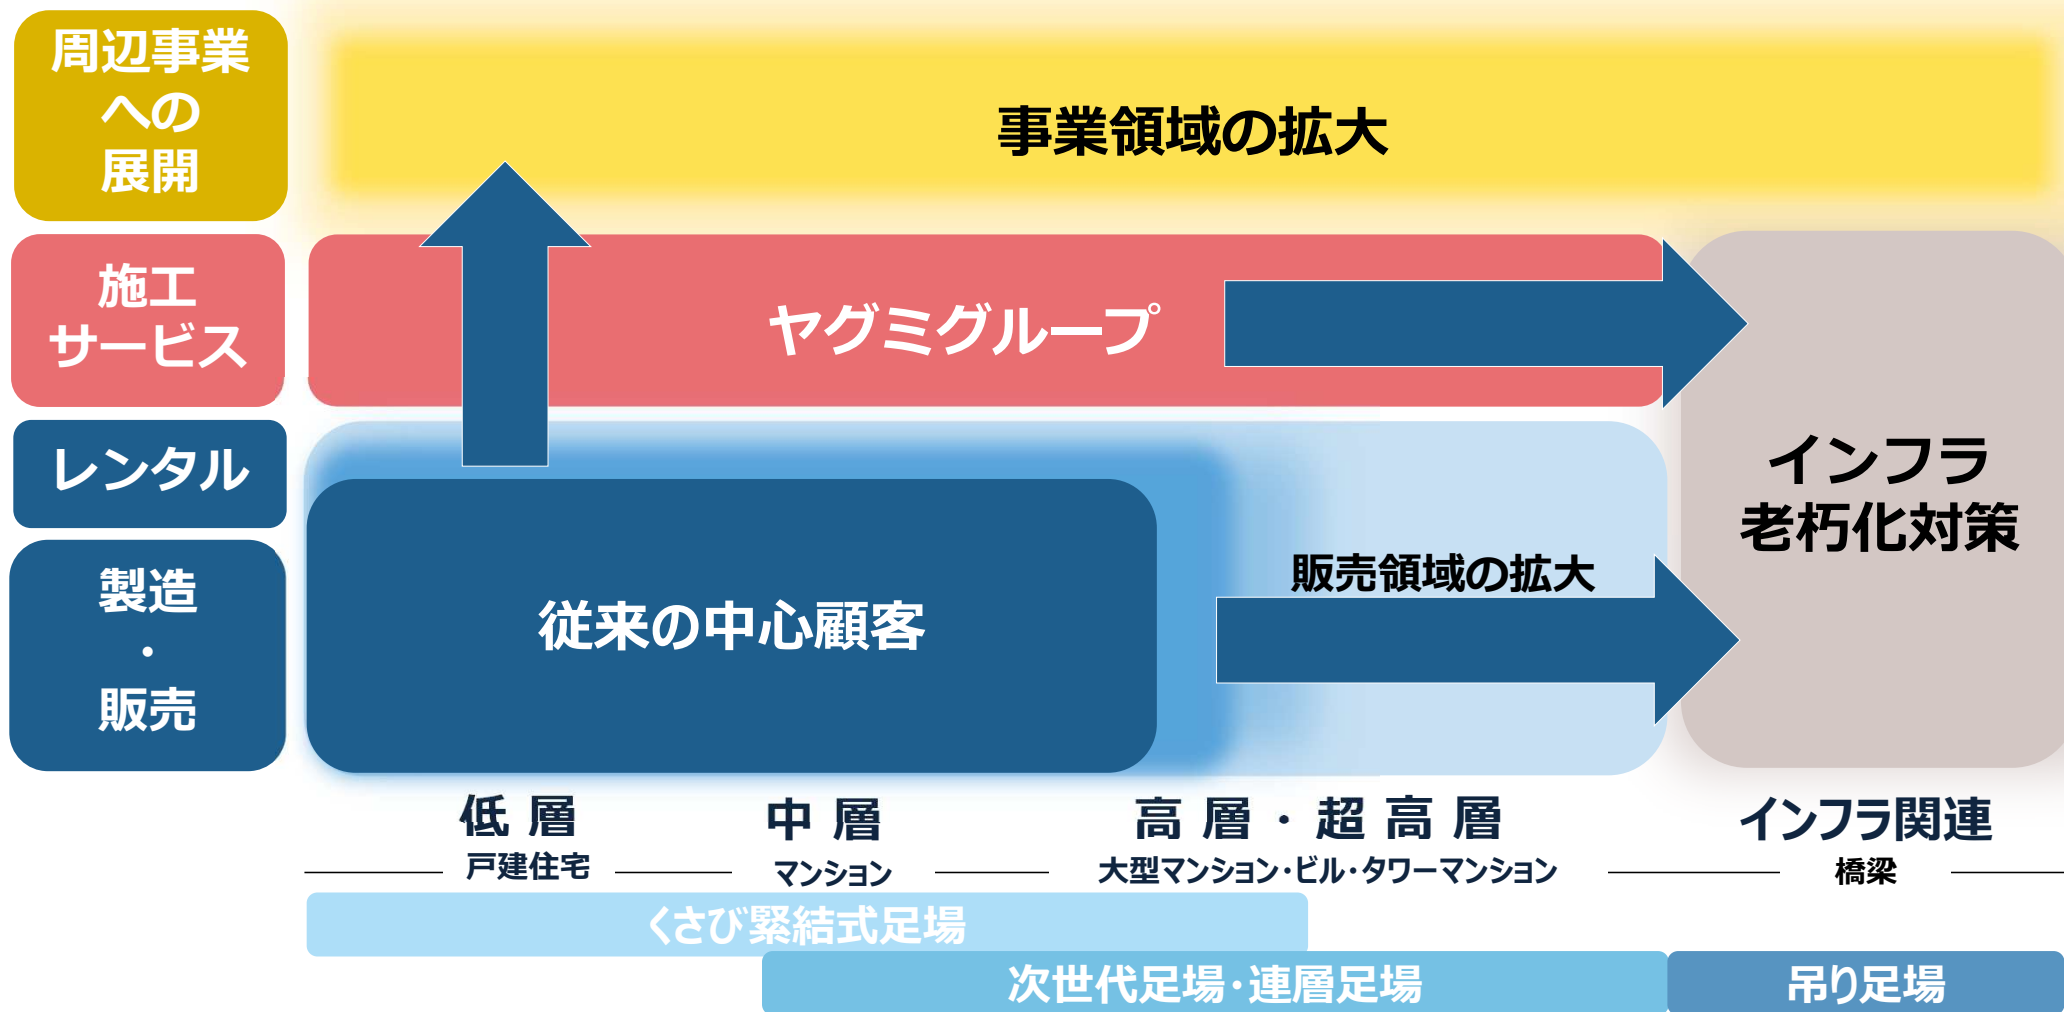 周辺事業
への
展開
事業領域の拡大
施工
サービス
ヤグミグループ
レンタル
製造
・
販売
従来の中心顧客
販売領域の拡大
インフラ
老朽化対策
低層
戸建住宅
中層
マンション
高層・超高層
大型マンション・ビル・タワーマンション
インフラ関連
橋梁
くさび緊結式足場
次世代足場・連層足場
吊り足場